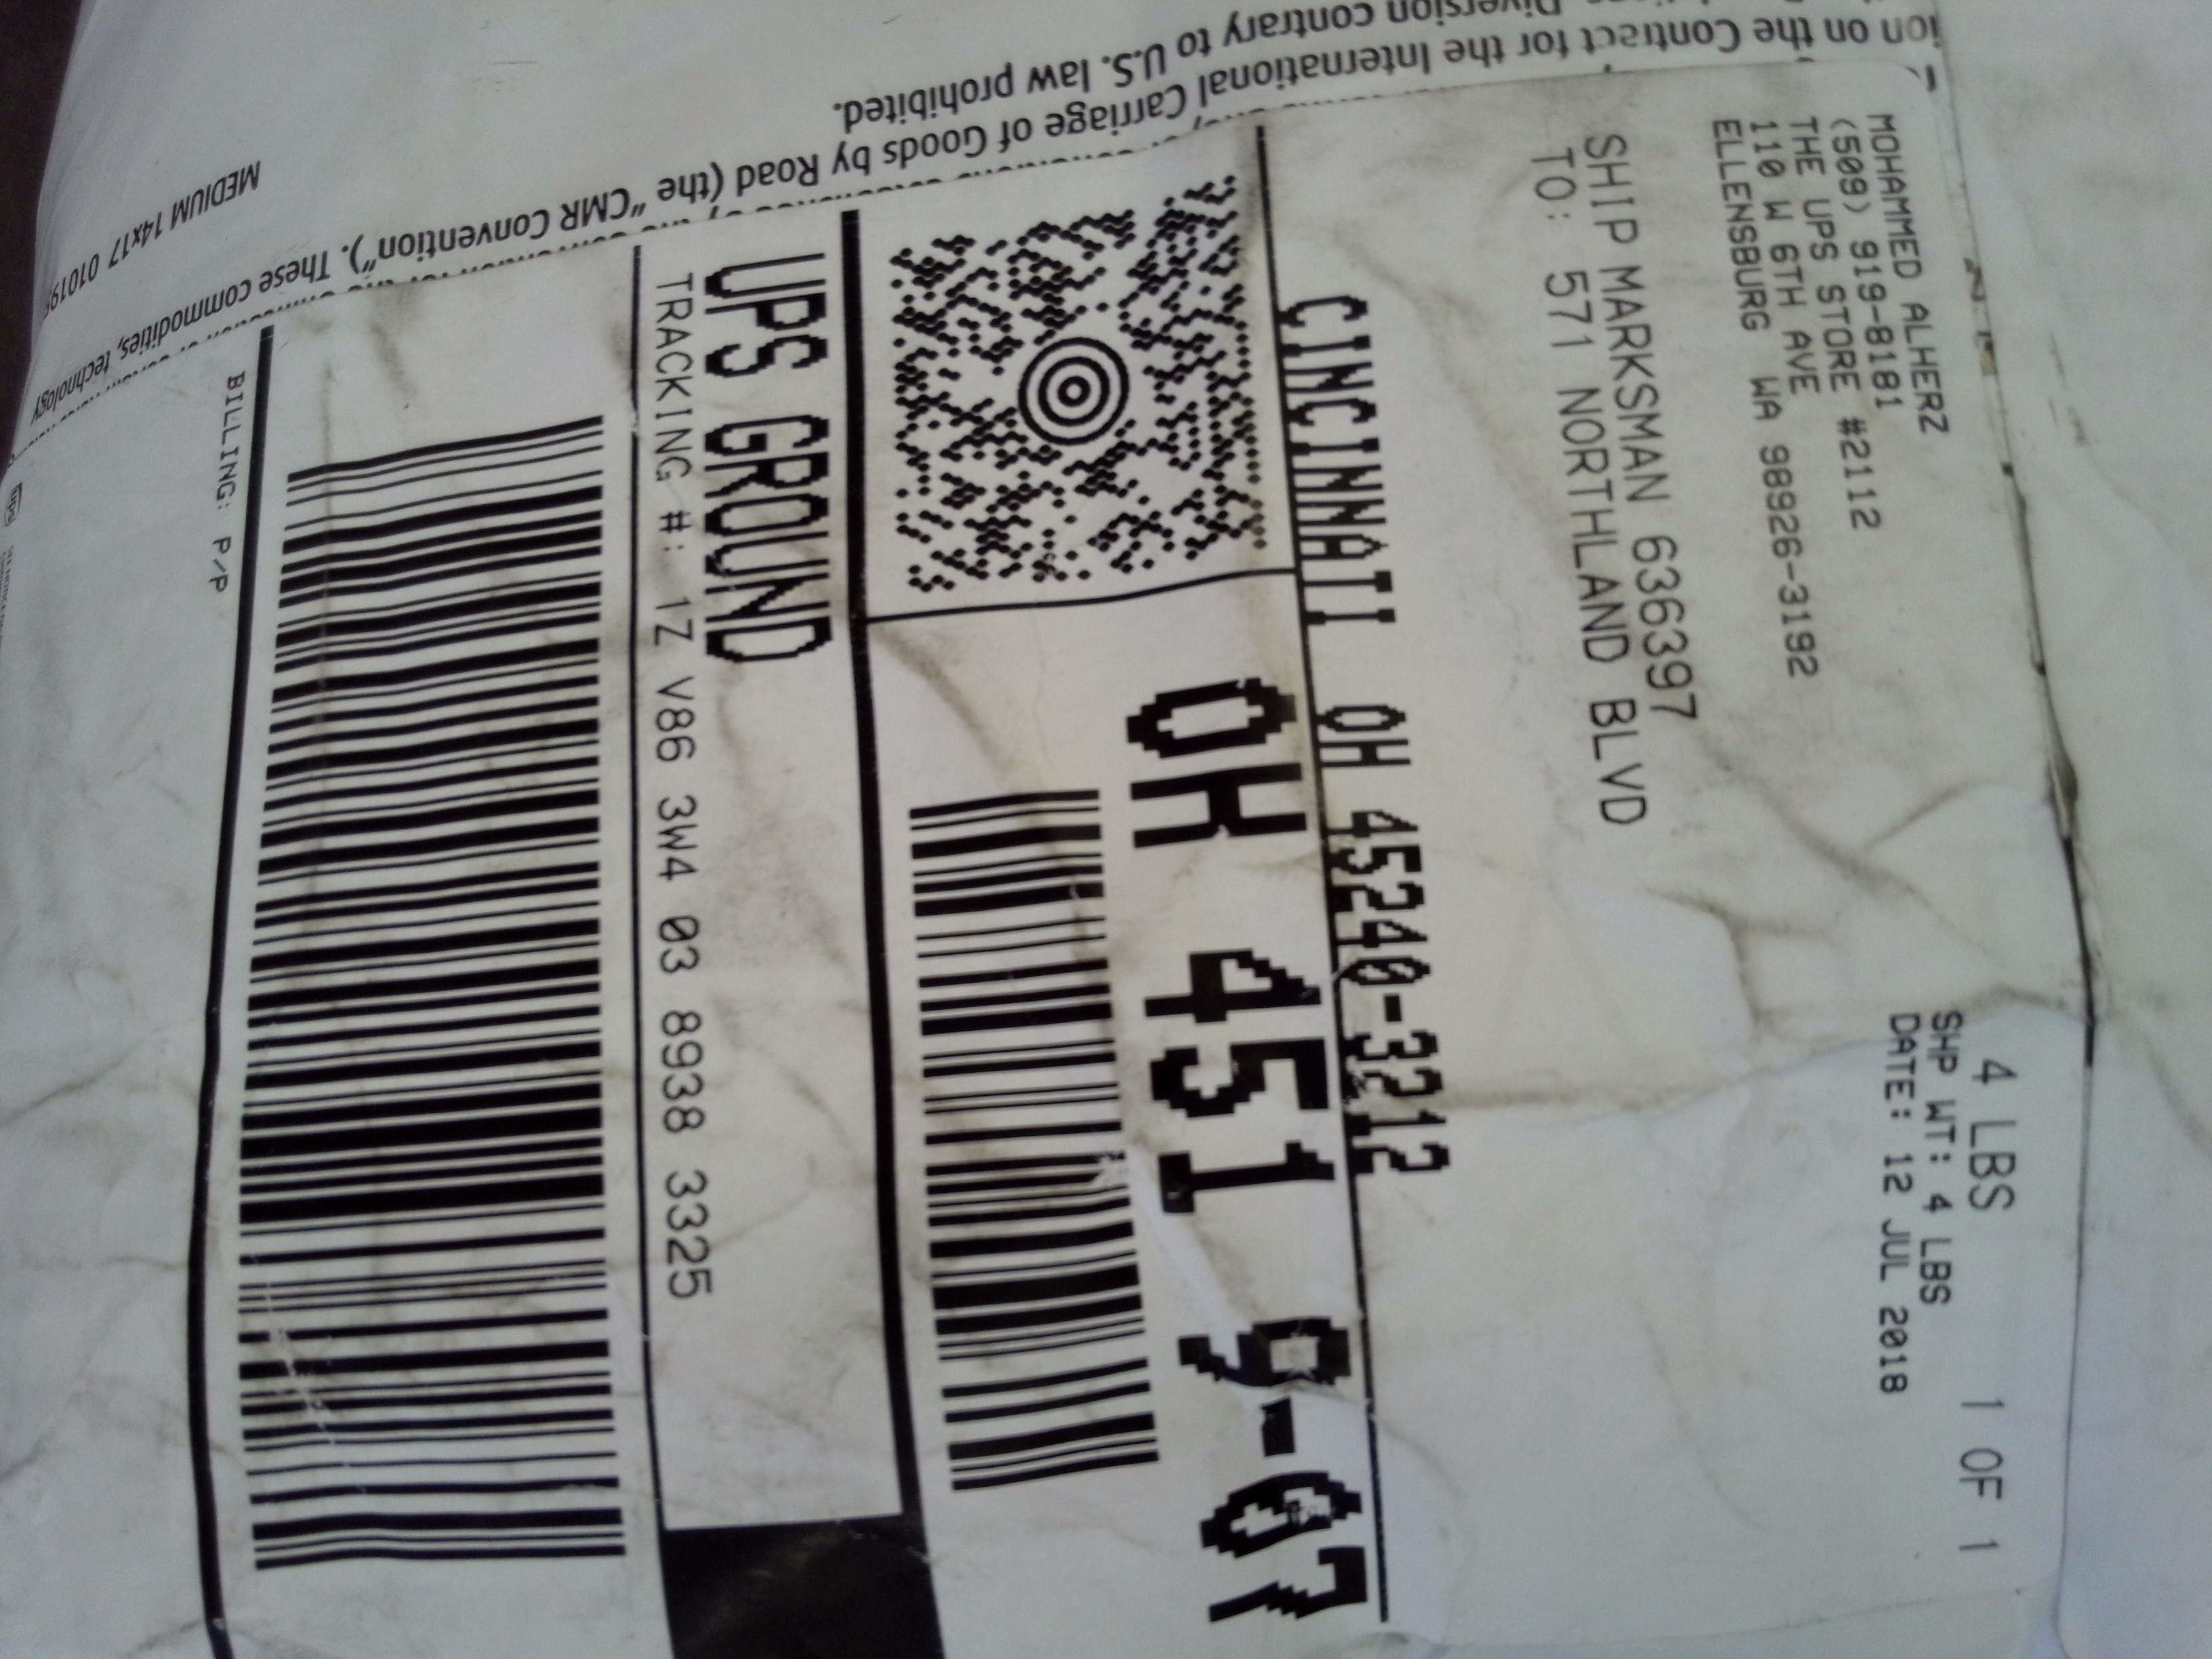 MOHAMMED ALHERZ
(509) 919-8181
THE UPS STORE #2112
110 W 6TH AVE
ELLENSBURG WA 98926-3192
4 LBS 1 OF 1
SHP WT: 4 LBS
DATE: 12 JUL 2018
SHIP MARKSMAN 636397
TO: 571 NORTHLAND BLVD
CINCINNATI OH 45240-3212
OH 451 9-07
UPS GROUND
TRACKING #: 1Z V86 3W4 03 8938 3325
BILLING: P/P
ion on the Contract for the International Carriage of Goods by Road (the "CMR Convention"). These commodities, technology
Diversion contrary to U.S. law prohibited.
MEDIUM 14x17